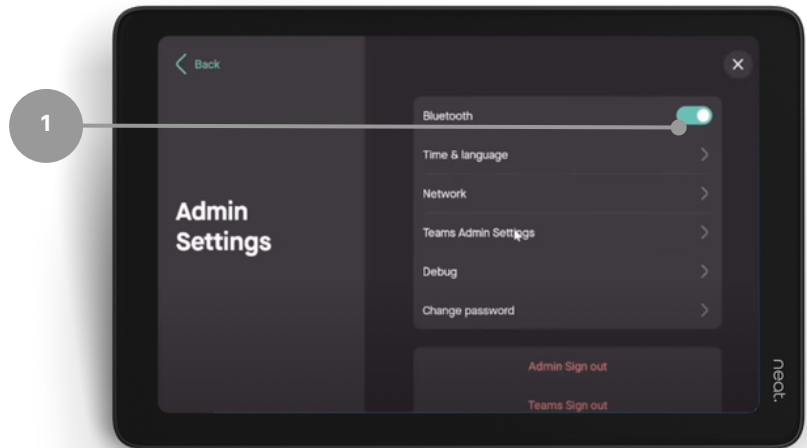 Back
1
Bluetooth
Time & language
Network
Admin
Settings
Teams Admin Settings
Debug
Change password
Admin Sign out
Teams Sign out
neat.